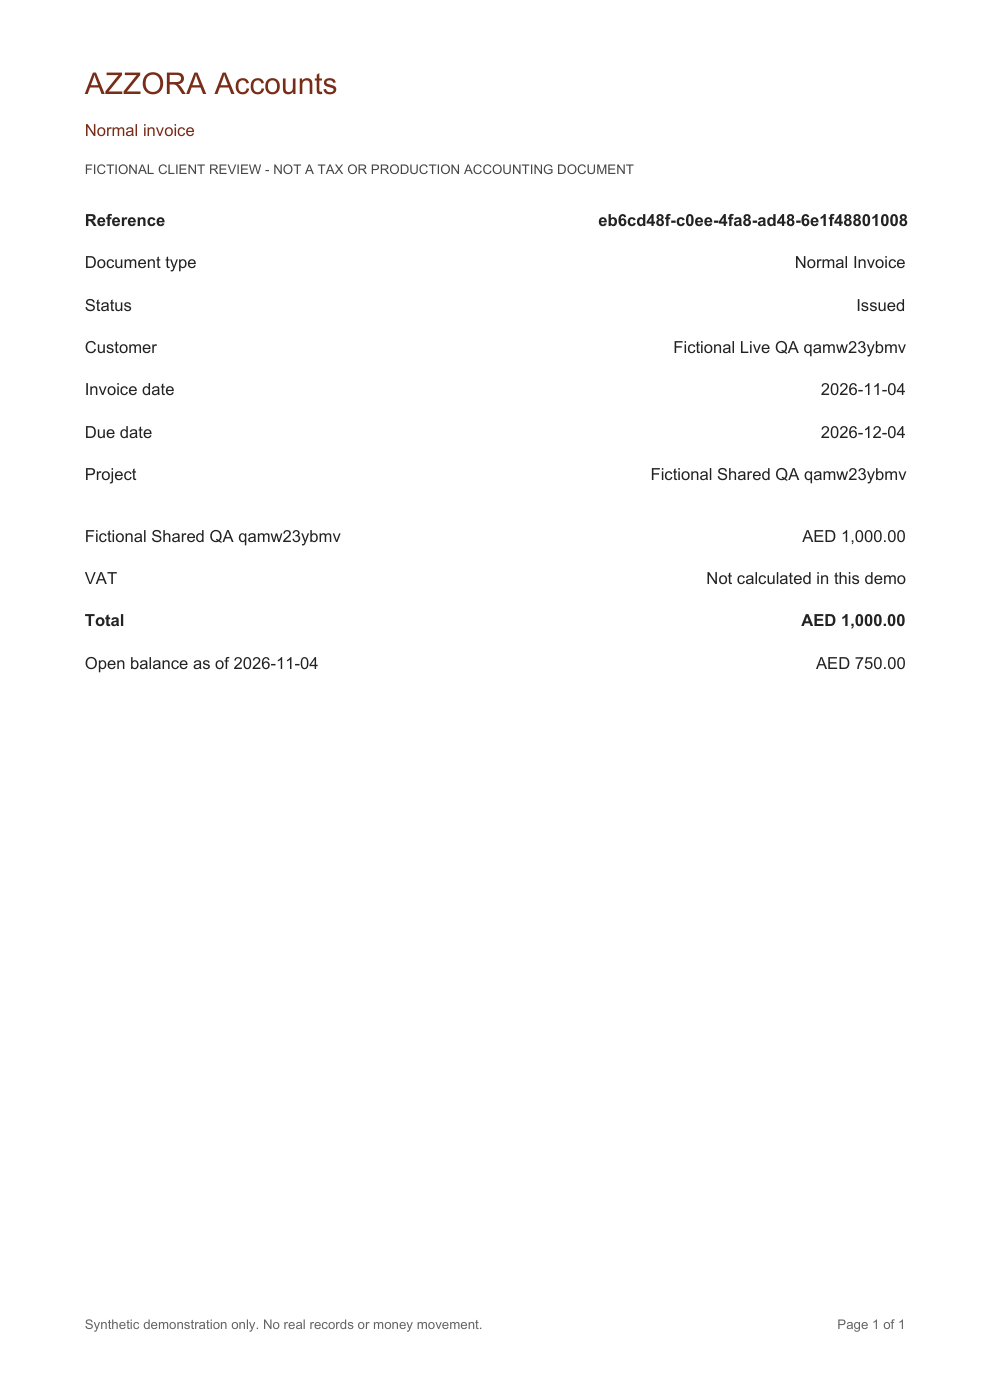 AZZORA Accounts
Normal invoice
FICTIONAL CLIENT REVIEW - NOT A TAX OR PRODUCTION ACCOUNTING DOCUMENT
Reference eb6cd48f-c0ee-4fa8-ad48-6e1f48801008
Document type Normal Invoice
Status Issued
Customer Fictional Live QA qamw23ybmv
Invoice date 2026-11-04
Due date 2026-12-04
Project Fictional Shared QA qamw23ybmv
Fictional Shared QA qamw23ybmv AED 1,000.00
VAT Not calculated in this demo
Total AED 1,000.00
Open balance as of 2026-11-04 AED 750.00
Synthetic demonstration only. No real records or money movement. Page 1 of 1